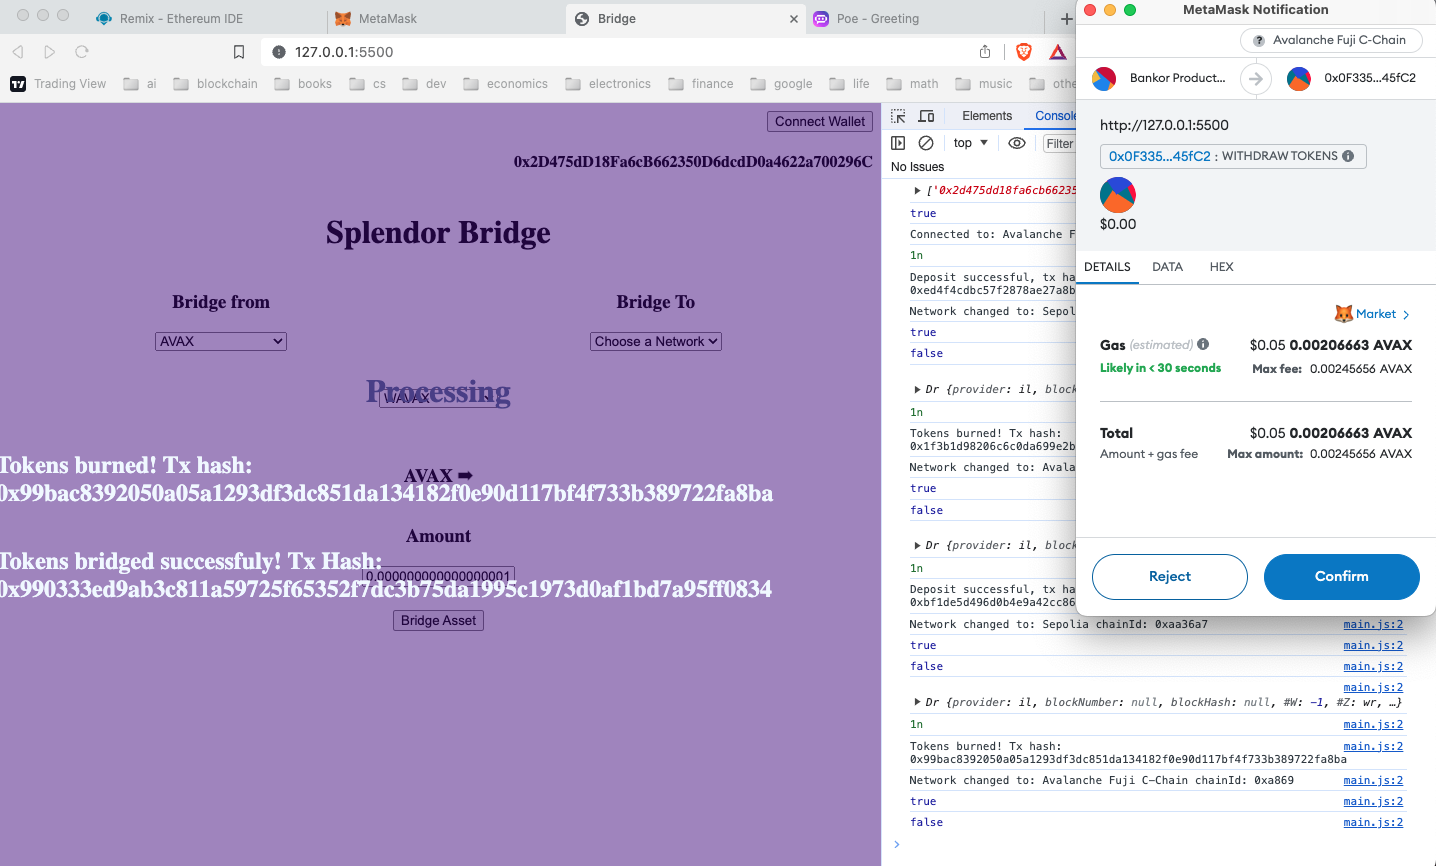 Remix - Ethereum IDE
MetaMask
Bridge
Poe - Greeting
127.0.0.1:5500
Trading View
ai
blockchain
books
cs
dev
economics
electronics
finance
google
life
math
music
othe
Connect Wallet
0x2D475dD18Fa6cB662350D6dcdD0a4622a700296C
Splendor Bridge
Bridge from
Bridge To
AVAX
Choose a Network
Processing
WAVAX
Tokens burned! Tx hash:
0x99bac8392050a05a1293df3dc851da134182f0e90d117bf4f733b389722fa8ba
AVAX ➡
Amount
Tokens bridged successfuly! Tx Hash:
0x990333ed9ab3c811a59725f65352f7dc3b75da1995c1973d0af1bd7a95ff0834
0.000000000000000001
Bridge Asset
Elements
Console
top
Filter
No Issues
['0x2d475dd18fa6cb66235
true
Connected to: Avalanche F
1n
Deposit successful, tx ha
0xed4f4cdbc57f2878ae27a8b
Network changed to: Sepol
true
false
Dr {provider: il, block
1n
Tokens burned! Tx hash:
0x1f3b1d98206c6c0da699e2b
Network changed to: Avala
true
false
Dr {provider: il, block
1n
Deposit successful, tx ha
0xbf1de5d496d0b4e9a42cc86
Network changed to: Sepolia chainId: 0xaa36a7 main.js:2
true main.js:2
false main.js:2
main.js:2
Dr {provider: il, blockNumber: null, blockHash: null, #W: −1, #Z: wr, …}
1n main.js:2
Tokens burned! Tx hash: main.js:2
0x99bac8392050a05a1293df3dc851da134182f0e90d117bf4f733b389722fa8ba
Network changed to: Avalanche Fuji C-Chain chainId: 0xa869 main.js:2
true main.js:2
false main.js:2
MetaMask Notification
Avalanche Fuji C-Chain
Bankor Product...
0x0F335...45fC2
http://127.0.0.1:5500
0x0F335...45fC2 : WITHDRAW TOKENS
$0.00
DETAILS
DATA
HEX
Market
Gas (estimated) $0.05 0.00206663 AVAX
Likely in < 30 seconds Max fee: 0.00245656 AVAX
Total $0.05 0.00206663 AVAX
Amount + gas fee Max amount: 0.00245656 AVAX
Reject
Confirm